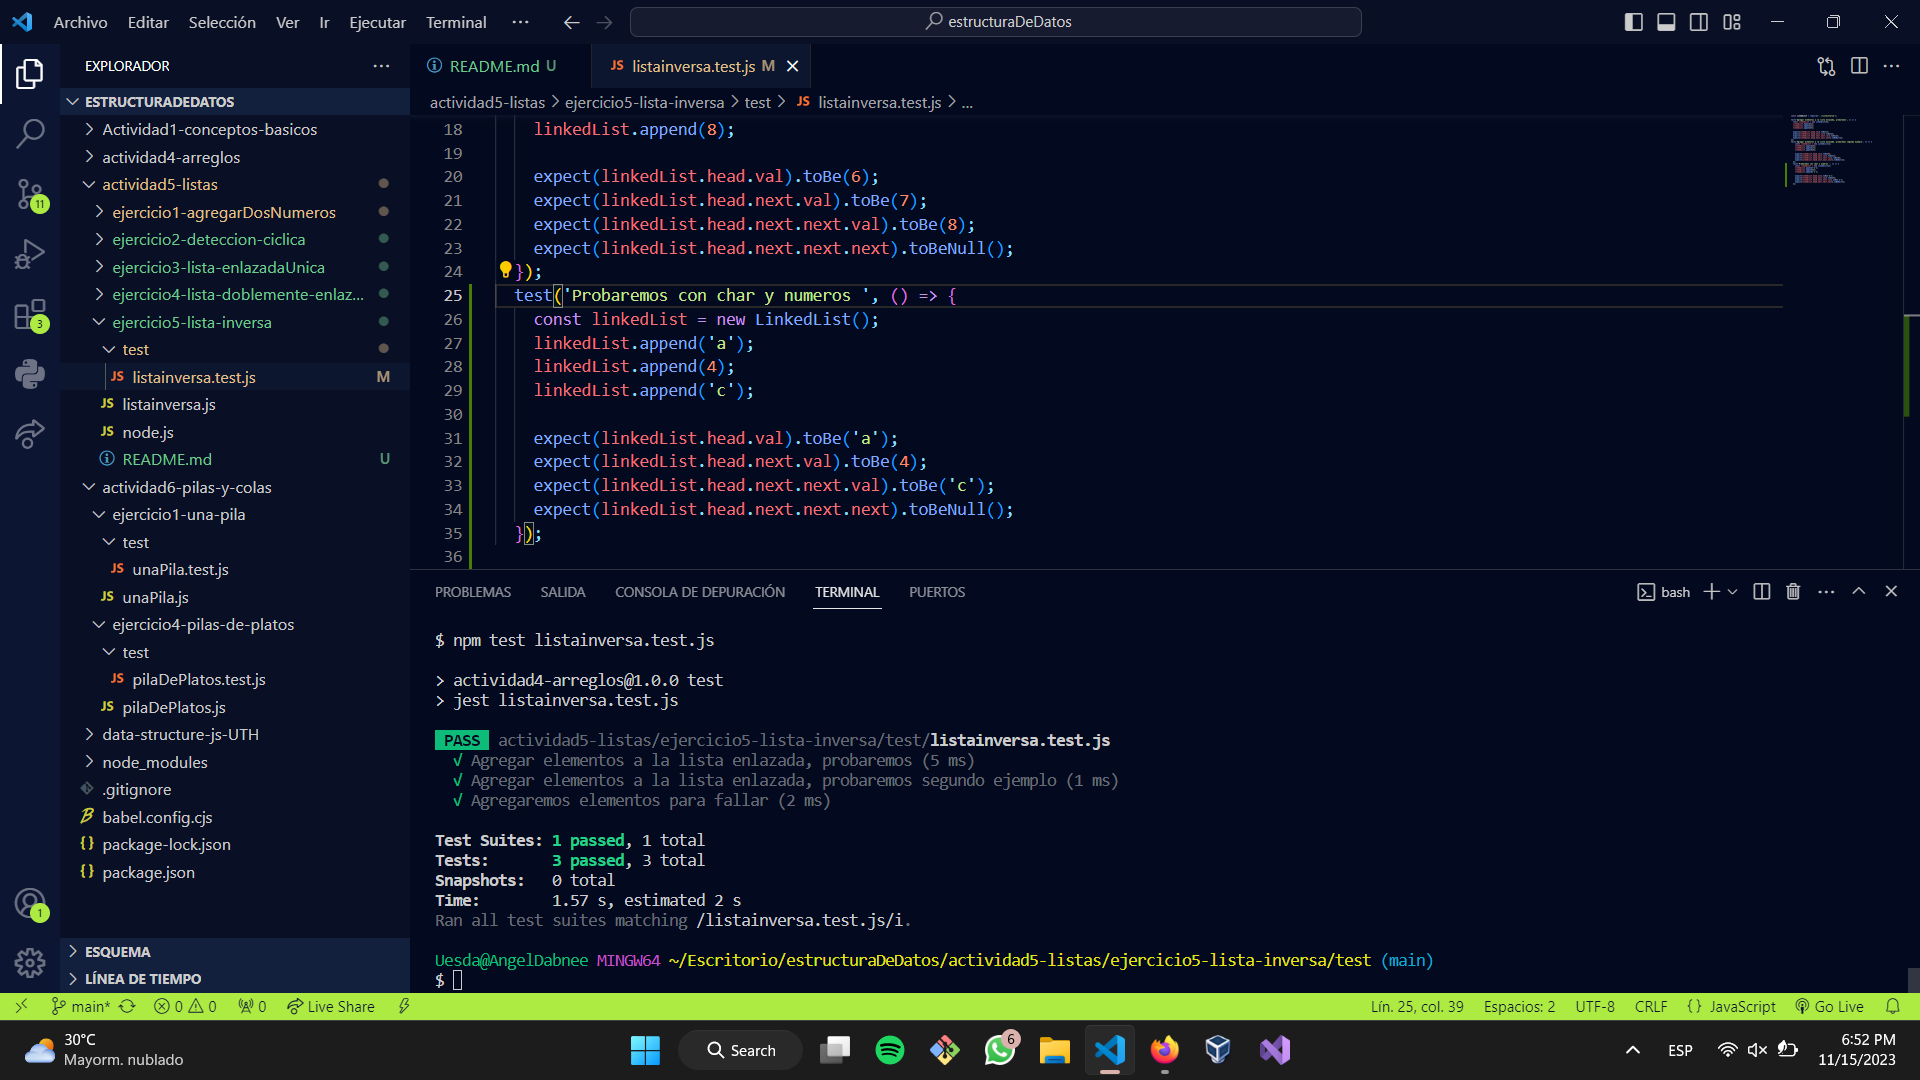 Archivo Editar Selección Ver Ir Ejecutar Terminal ··· estructuraDeDatos
EXPLORADOR
ESTRUCTURADEDATOS
Actividad1-conceptos-basicos
actividad4-arreglos
actividad5-listas
ejercicio1-agregarDosNumeros
ejercicio2-deteccion-ciclica
ejercicio3-lista-enlazadaUnica
ejercicio4-lista-doblemente-enlaz...
ejercicio5-lista-inversa
test
JS listainversa.test.js M
JS listainversa.js
JS node.js
README.md U
actividad6-pilas-y-colas
ejercicio1-una-pila
test
JS unaPila.test.js
JS unaPila.js
ejercicio4-pilas-de-platos
test
JS pilaDePlatos.test.js
JS pilaDePlatos.js
data-structure-js-UTH
node_modules
.gitignore
babel.config.cjs
{} package-lock.json
{} package.json
ESQUEMA
LÍNEA DE TIEMPO
11
3
1
README.md U JS listainversa.test.js M
actividad5-listas > ejercicio5-lista-inversa > test > JS listainversa.test.js > ...
18 linkedList.append(8);
19
20 expect(linkedList.head.val).toBe(6);
21 expect(linkedList.head.next.val).toBe(7);
22 expect(linkedList.head.next.next.val).toBe(8);
23 expect(linkedList.head.next.next.next).toBeNull();
24 });
25 test('Probaremos con char y numeros ', () => {
26 const linkedList = new LinkedList();
27 linkedList.append('a');
28 linkedList.append(4);
29 linkedList.append('c');
30
31 expect(linkedList.head.val).toBe('a');
32 expect(linkedList.head.next.val).toBe(4);
33 expect(linkedList.head.next.next.val).toBe('c');
34 expect(linkedList.head.next.next.next).toBeNull();
35 });
36
PROBLEMAS SALIDA CONSOLA DE DEPURACIÓN TERMINAL PUERTOS bash
$ npm test listainversa.test.js
> actividad4-arreglos@1.0.0 test
> jest listainversa.test.js
PASS actividad5-listas/ejercicio5-lista-inversa/test/listainversa.test.js
√ Agregar elementos a la lista enlazada, probaremos (5 ms)
√ Agregar elementos a la lista enlazada, probaremos segundo ejemplo (1 ms)
√ Agregaremos elementos para fallar (2 ms)
Test Suites: 1 passed, 1 total
Tests: 3 passed, 3 total
Snapshots: 0 total
Time: 1.57 s, estimated 2 s
Ran all test suites matching /listainversa.test.js/i.
Uesda@AngelDabnee MINGW64 ~/Escritorio/estructuraDeDatos/actividad5-listas/ejercicio5-lista-inversa/test (main)
$
main* 0 0 0 Live Share Lín. 25, col. 39 Espacios: 2 UTF-8 CRLF {} JavaScript Go Live
30°C
Mayorm. nublado
Search
6
ESP
6:52 PM
11/15/2023